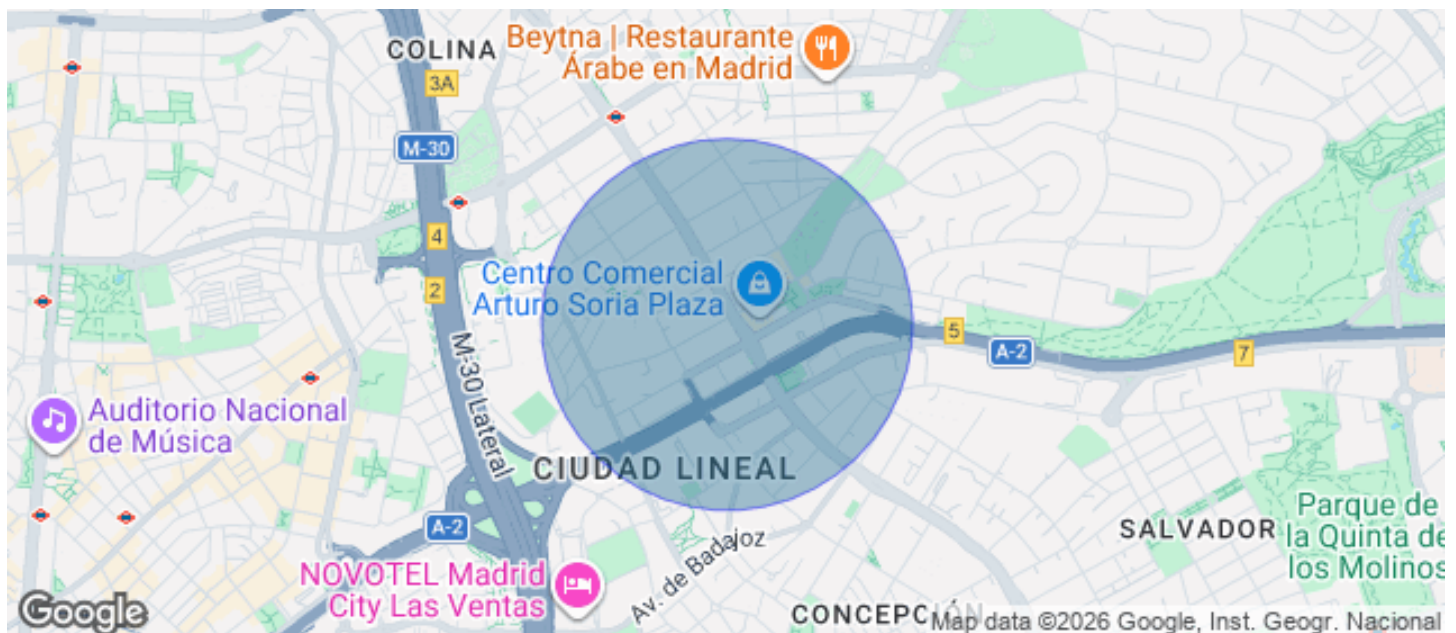 COLINA
Beytna | Restaurante
Árabe en Madrid
3A
M-30
4
2
Centro Comercial
Arturo Soria Plaza
5
A-2
7
M-30 Lateral
Auditorio Nacional
de Música
CIUDAD LINEAL
A-2
SALVADOR
Parque de
la Quinta de
los Molinos
Av. de Badajoz
NOVOTEL Madrid
City Las Ventas
CONCEPCIÓN
Google
Map data ©2026 Google, Inst. Geogr. Nacional